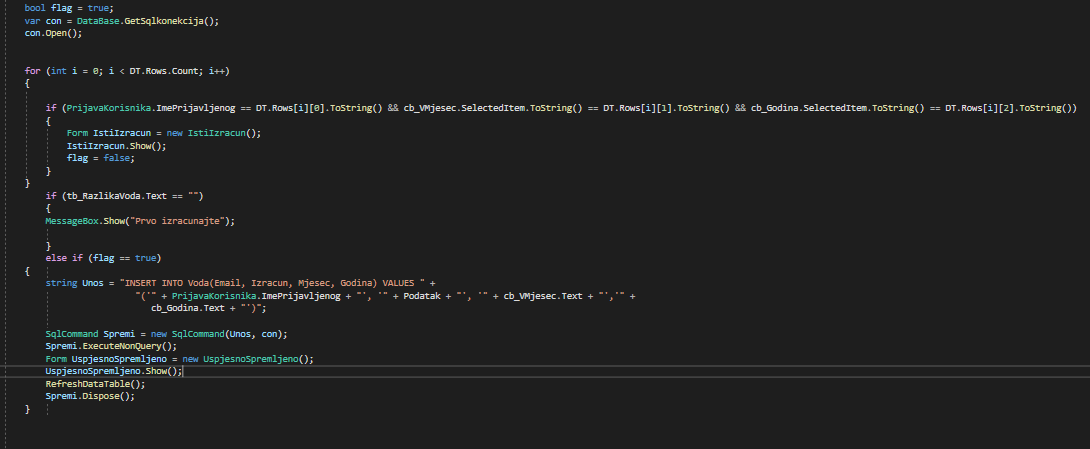 bool flag = true;
var con = DataBase.GetSqlkonekcija();
con.Open();
for (int i = 0; i < DT.Rows.Count; i++)
{
if (PrijavaKorisnika.ImePrijavljenog == DT.Rows[i][0].ToString() && cb_VMjesec.SelectedItem.ToString() == DT.Rows[i][1].ToString() && cb_Godina.SelectedItem.ToString() == DT.Rows[i][2].ToString())
{
Form IstiIzracun = new IstiIzracun();
IstiIzracun.Show();
flag = false;
}
}
if (tb_RazlikaVoda.Text == "")
{
MessageBox.Show("Prvo izracunajte");
}
else if (flag == true)
{
string Unos = "INSERT INTO Voda(Email, Izracun, Mjesec, Godina) VALUES " +
"('" + PrijavaKorisnika.ImePrijavljenog + "', '" + Podatak + "', '" + cb_VMjesec.Text + "','" +
cb_Godina.Text + "')";
SqlCommand Spremi = new SqlCommand(Unos, con);
Spremi.ExecuteNonQuery();
Form UspjesnoSpremljeno = new UspjesnoSpremljeno();
UspjesnoSpremljeno.Show();
RefreshDataTable();
Spremi.Dispose();
}